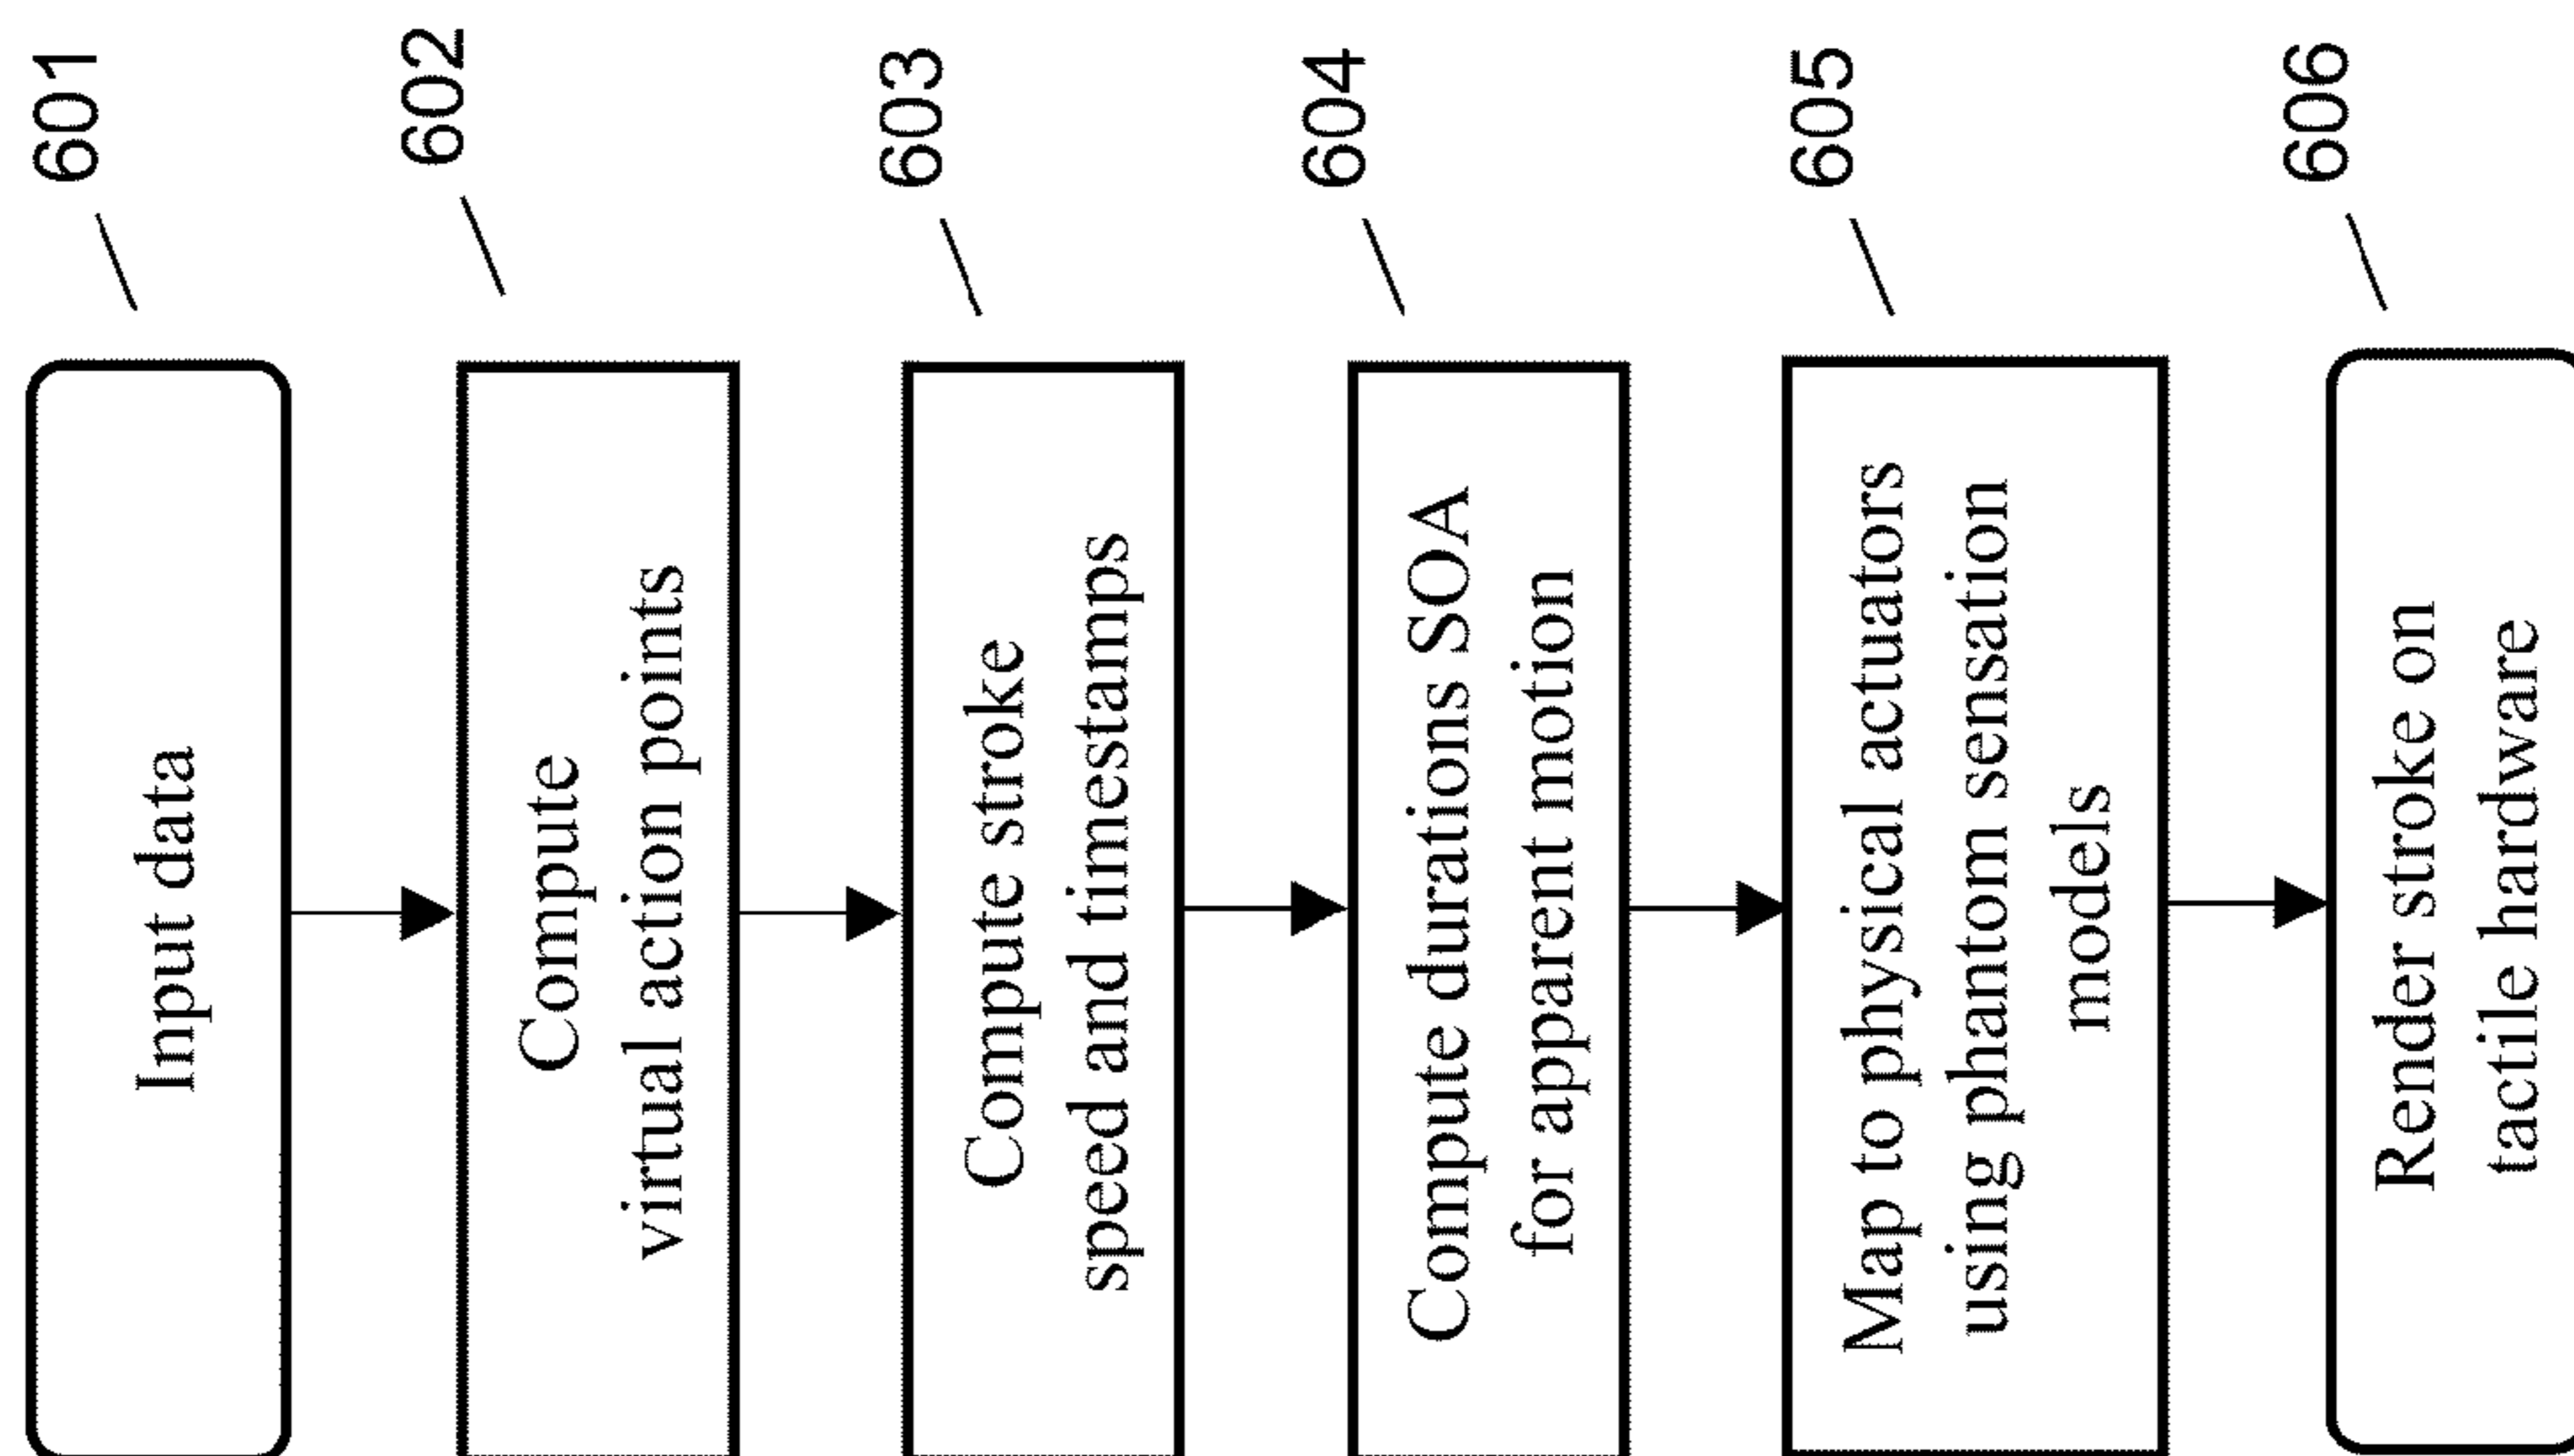 Input data
601
Compute
virtual action points
602
Compute stroke
speed and timestamps
603
Compute durations SOA
for apparent motion
604
Map to physical actuators
using phantom sensation
models
605
Render stroke on
tactile hardware
606